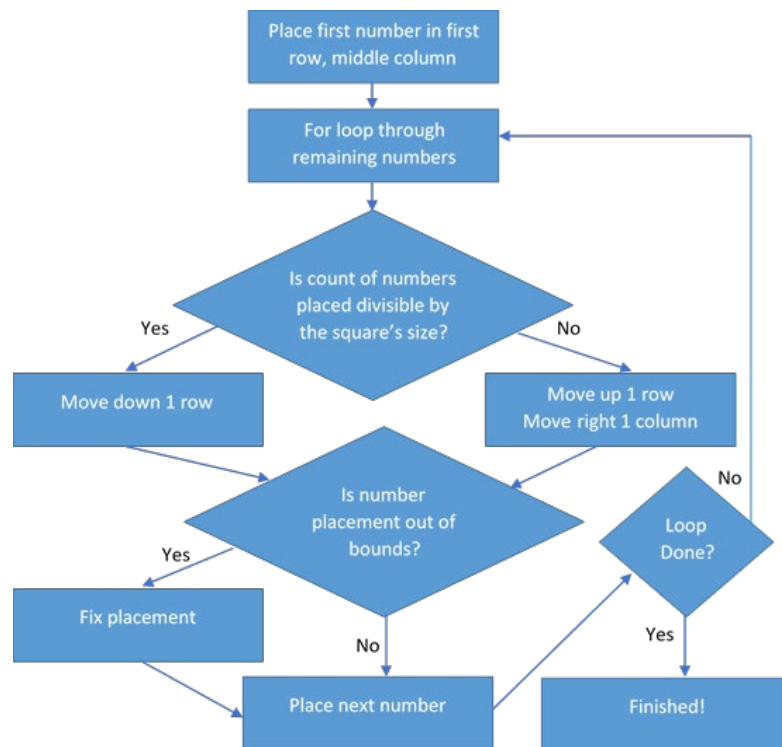 Place first number in first
row, middle column
For loop through
remaining numbers
Is count of numbers
placed divisible by
the square's size?
Yes
No
Move down 1 row
Move up 1 row
Move right 1 column
Is number
placement out of
bounds?
Yes
No
Fix placement
Place next number
Loop
Done?
No
Yes
Finished!